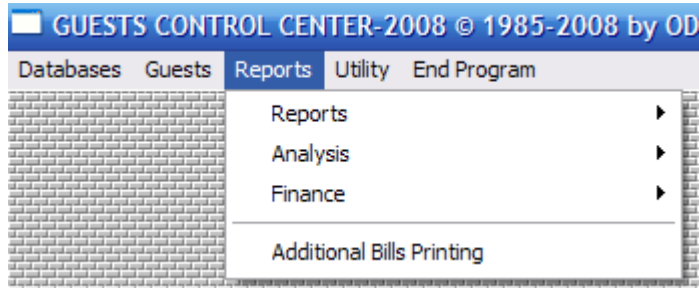 GUESTS CONTROL CENTER-2008 © 1985-2008 by OD
Databases Guests Reports Utility End Program
Reports
Analysis
Finance
Additional Bills Printing